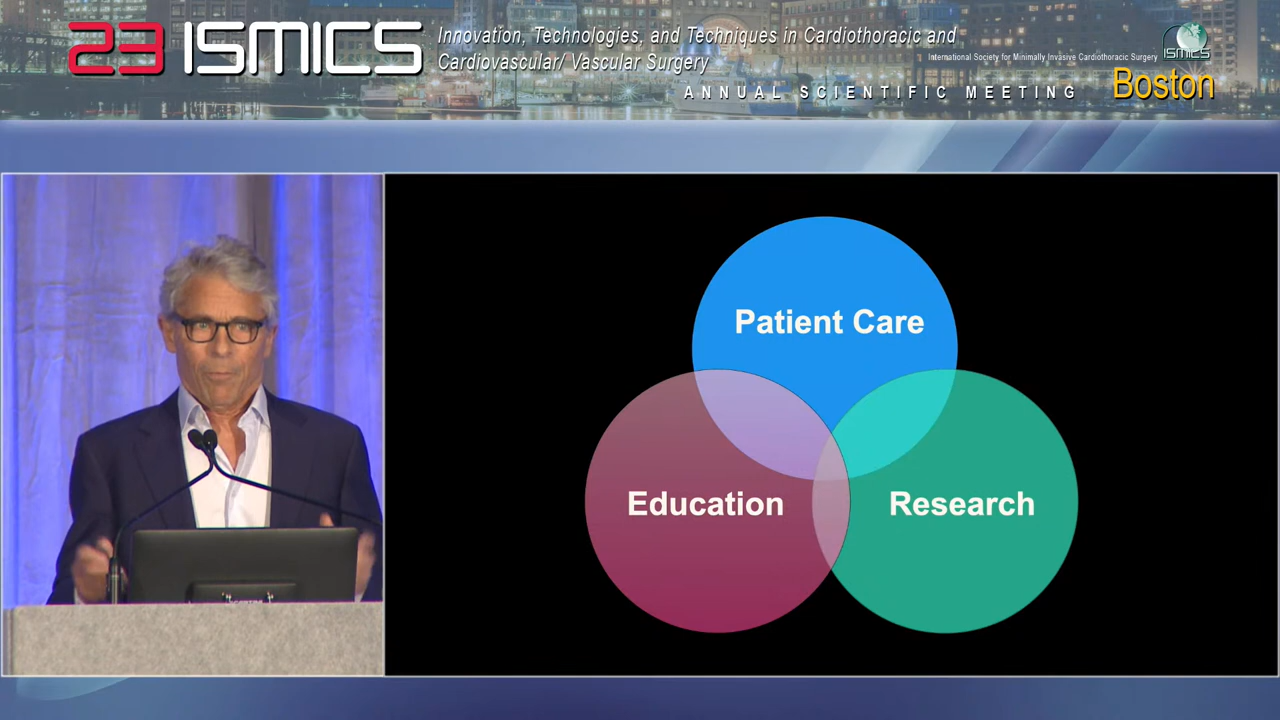 23 ISMICS
Innovation, Technologies, and Techniques in Cardiothoracic and
Cardiovascular/ Vascular Surgery
International Society for Minimally Invasive Cardiothoracic Surgery
ISMICS
ANNUAL SCIENTIFIC MEETING
Boston
Patient Care
Education
Research